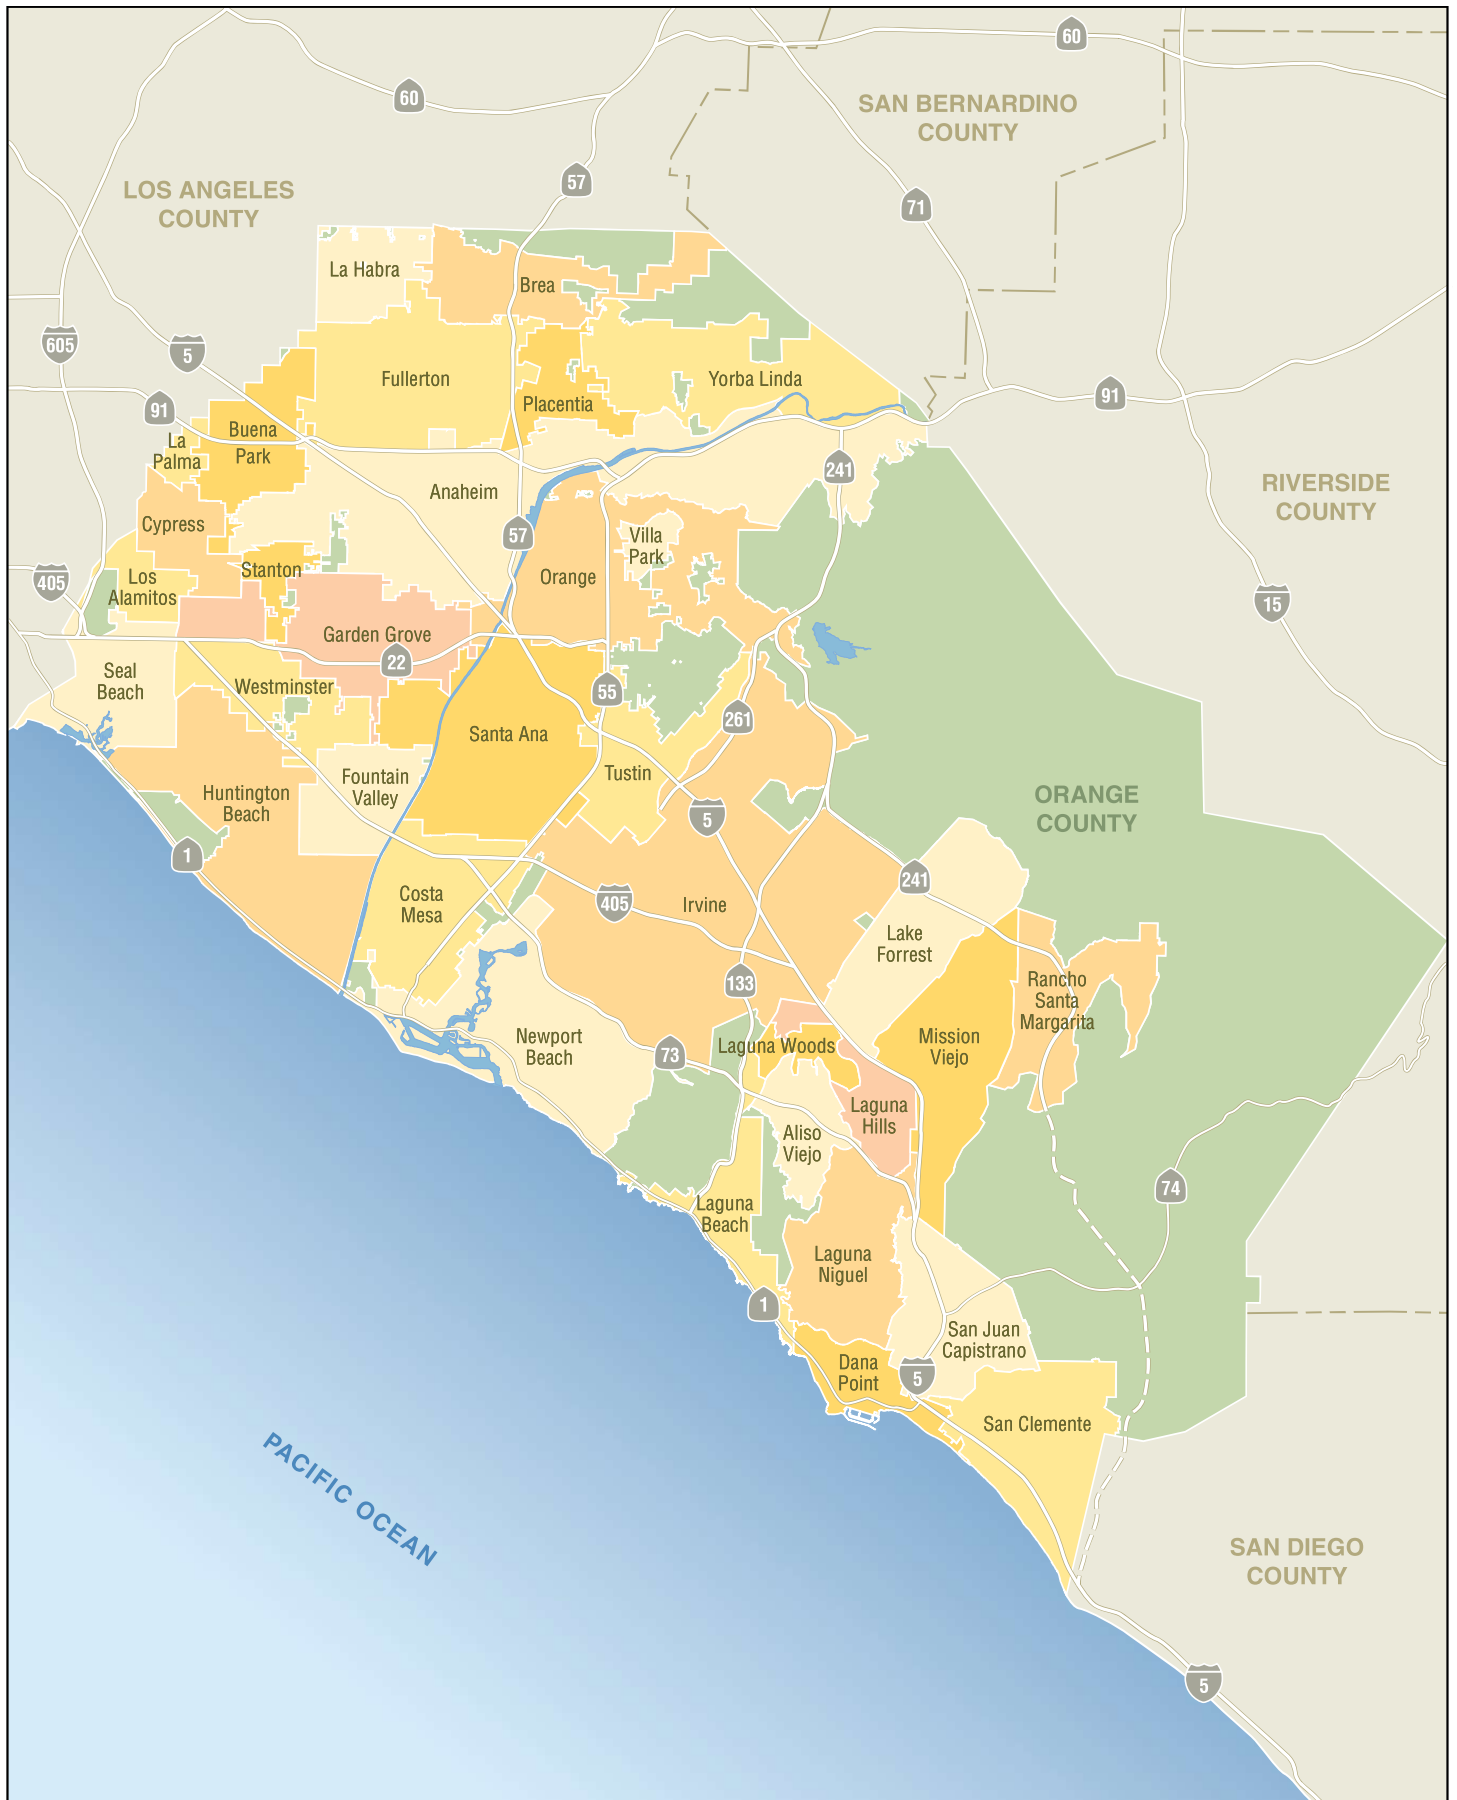 60
60
SAN BERNARDINO
COUNTY
57
LOS ANGELES
COUNTY
71
La Habra
Brea
605
5
Fullerton
Yorba Linda
91
91
Placentia
Buena
Park
La
Palma
241
Anaheim
RIVERSIDE
COUNTY
Cypress
57
Villa
Park
Stanton
405
Los
Alamitos
Orange
15
Garden Grove
22
Seal
Beach
Westminster
55
261
Santa Ana
Tustin
Fountain
Valley
Huntington
Beach
ORANGE
COUNTY
5
1
241
Costa
Mesa
405
Irvine
Lake
Forrest
133
Rancho
Santa
Margarita
Newport
Beach
73
Laguna Woods
Mission
Viejo
Laguna
Hills
Aliso
Viejo
74
Laguna
Beach
Laguna
Niguel
1
San Juan
Capistrano
Dana
Point
5
San Clemente
PACIFIC OCEAN
SAN DIEGO
COUNTY
5